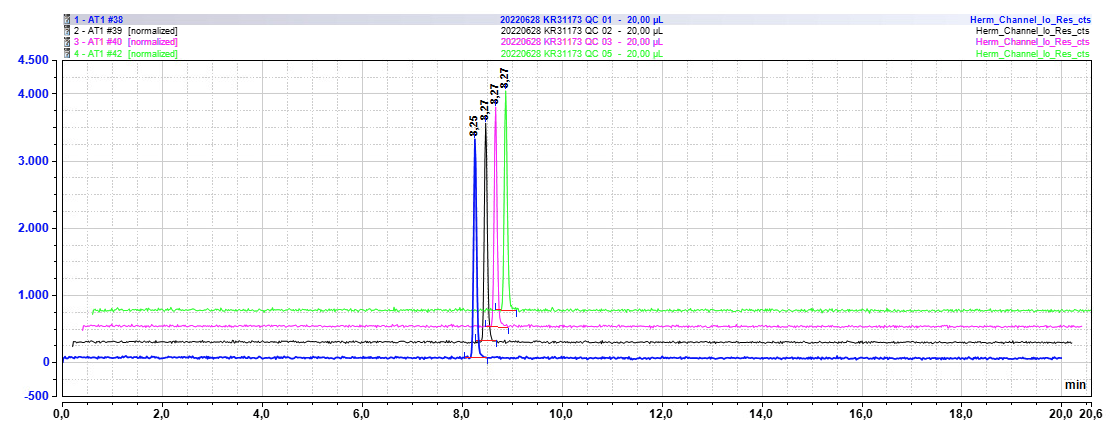 1 - AT1 #38 20220628 KR31173 QC 01 - 20,00 µL Herm_Channel_Io_Res_cts
2 - AT1 #39 [normalized] 20220628 KR31173 QC 02 - 20,00 µL Herm_Channel_Io_Res_cts
3 - AT1 #40 [normalized] 20220628 KR31173 QC 03 - 20,00 µL Herm_Channel_Io_Res_cts
4 - AT1 #42 [normalized] 20220628 KR31173 QC 05 - 20,00 µL Herm_Channel_Io_Res_cts
4.500
4.000
3.000
2.000
1.000
0
-500
8,25
8,27
8,27
8,27
min
0,0 2,0 4,0 6,0 8,0 10,0 12,0 14,0 16,0 18,0 20,0 20,6